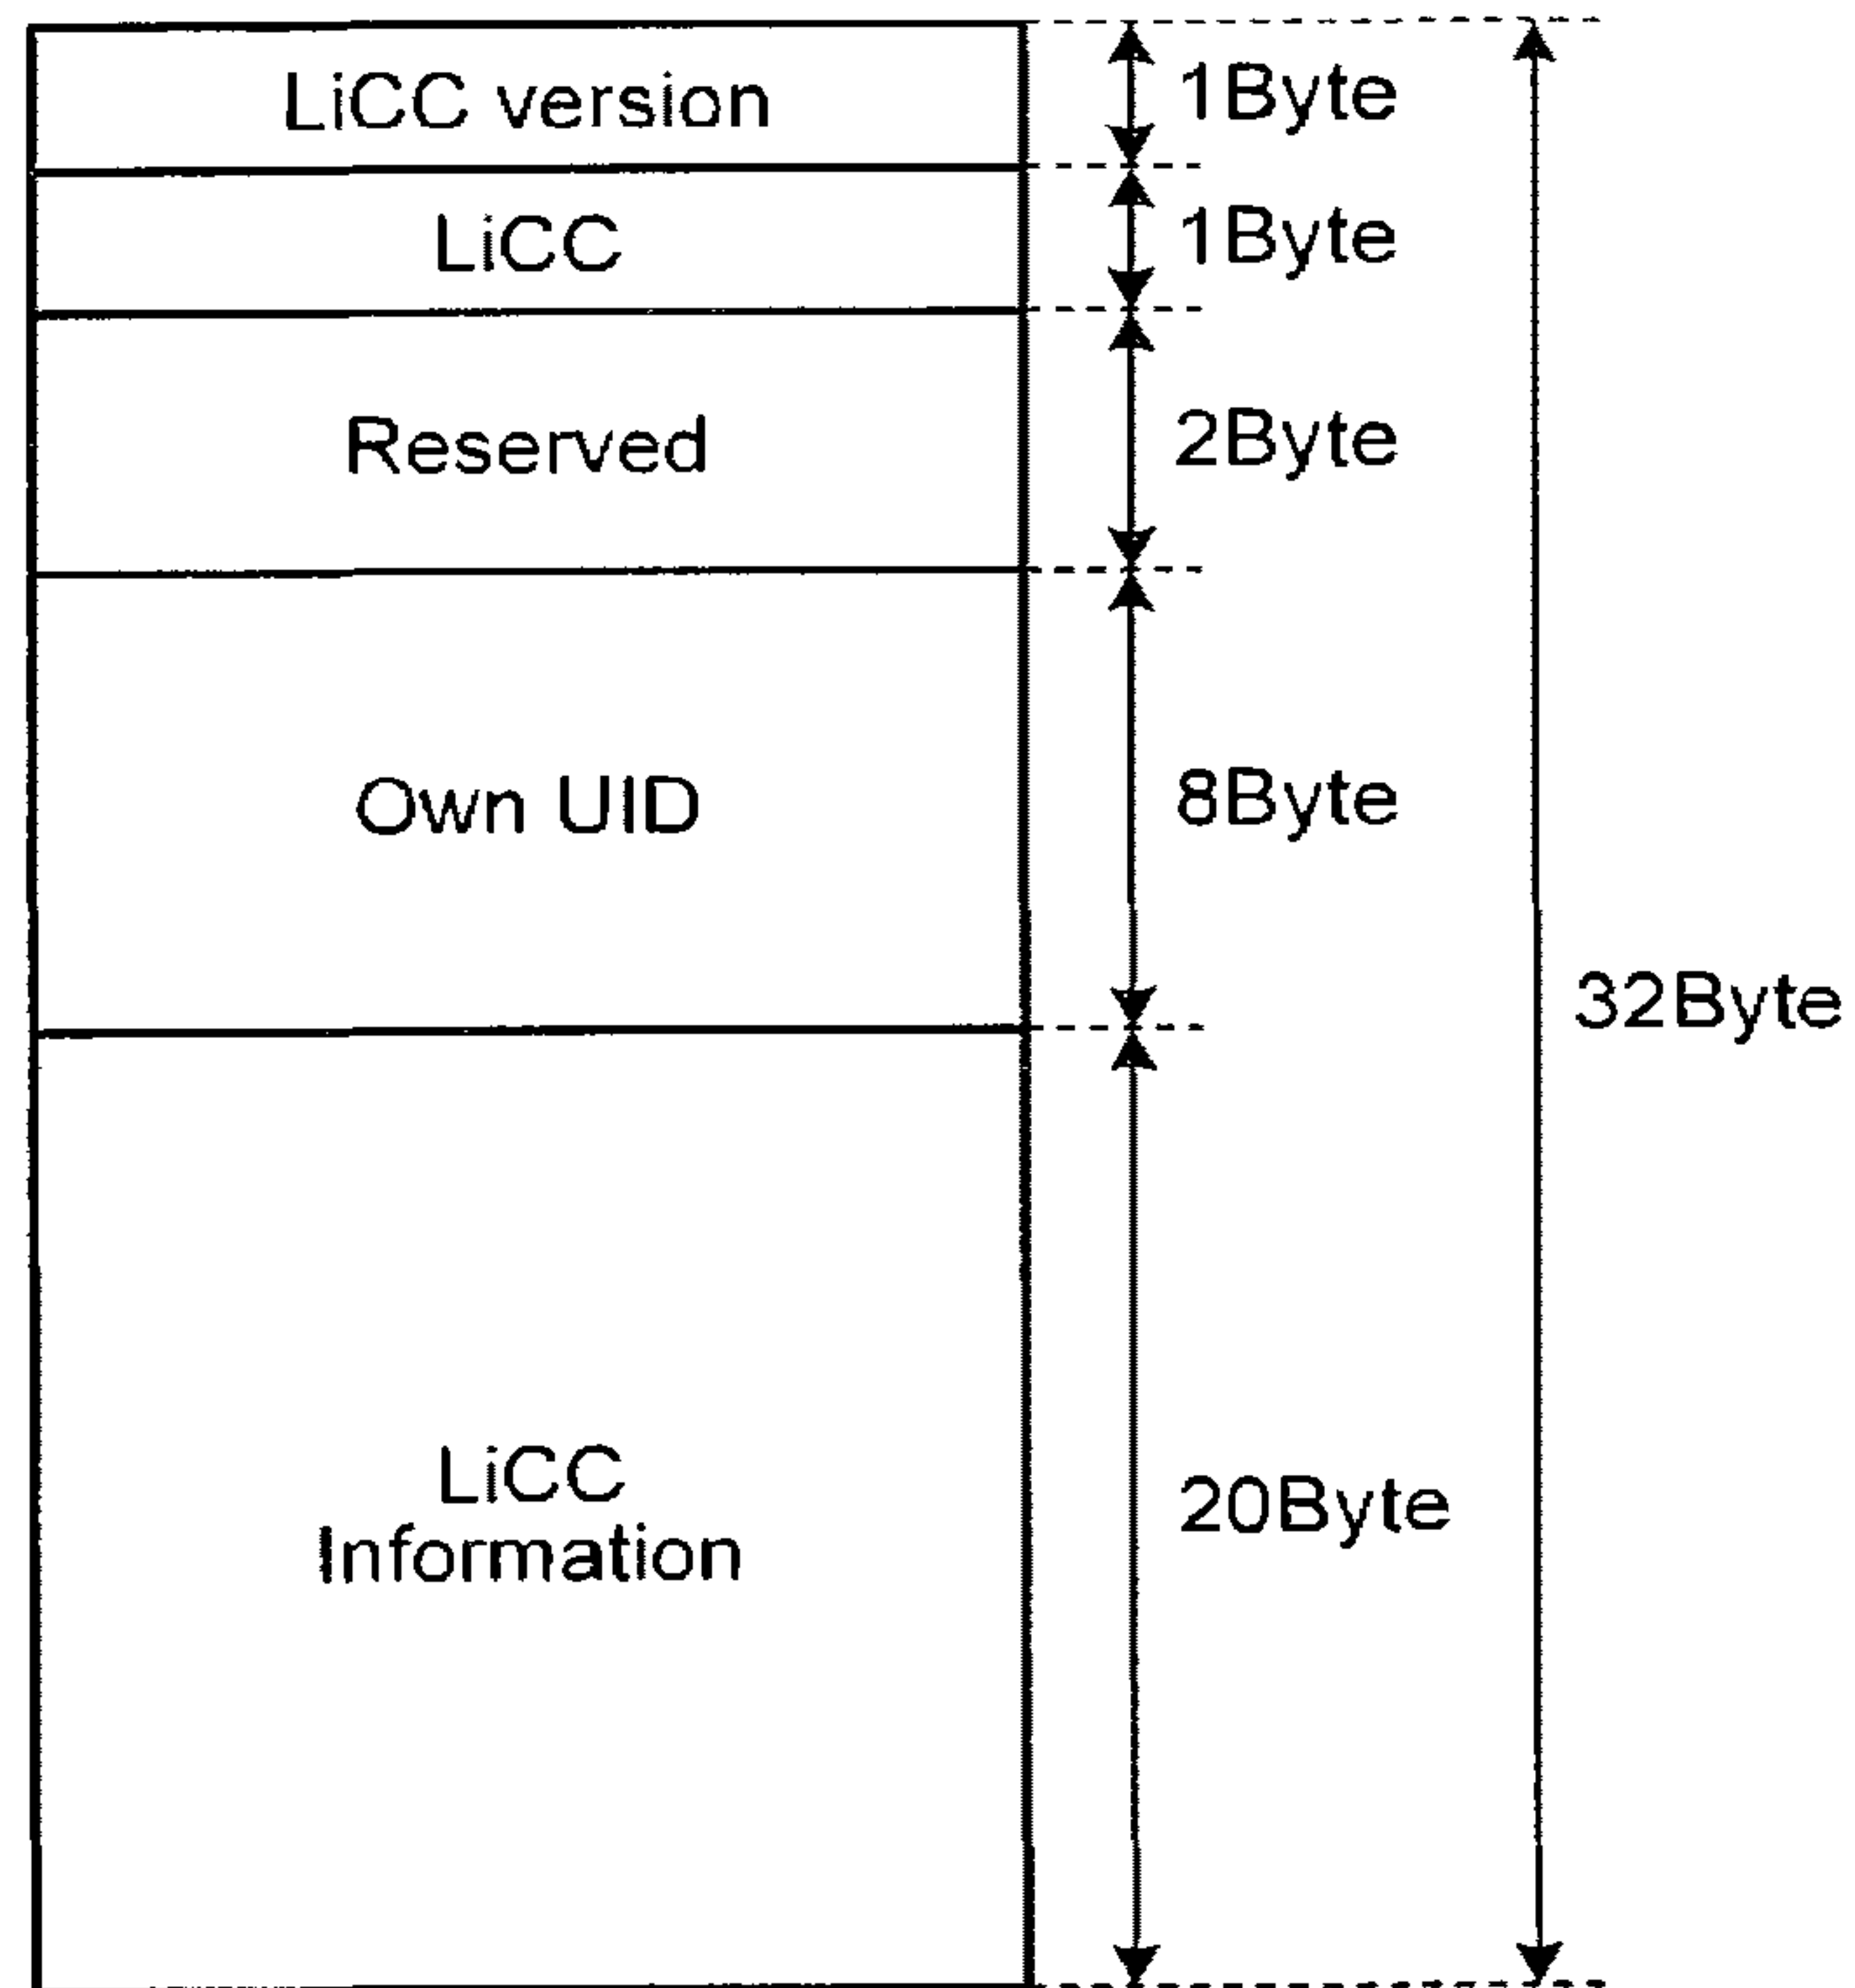 LiCC version
1Byte
LiCC
1Byte
Reserved
2Byte
Own UID
8Byte
32Byte
LiCC
Information
20Byte